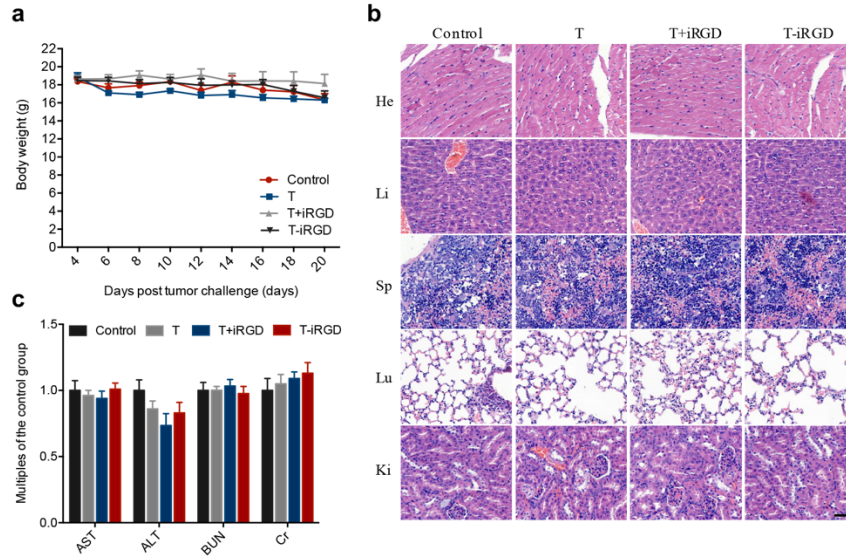 a
22
20
18
16
14
12
10
8
6
4
2
0
Body weight (g)
Control
T
T+iRGD
T-iRGD
4
6
8
10
12
14
16
18
20
Days post tumor challenge (days)
b
Control T T+iRGD T-iRGD
He
Li
Sp
Lu
Ki
c
Control T T+iRGD T-iRGD
1.5
1.0
0.5
0.0
Multiples of the control group
AST
ALT
BUN
Cr